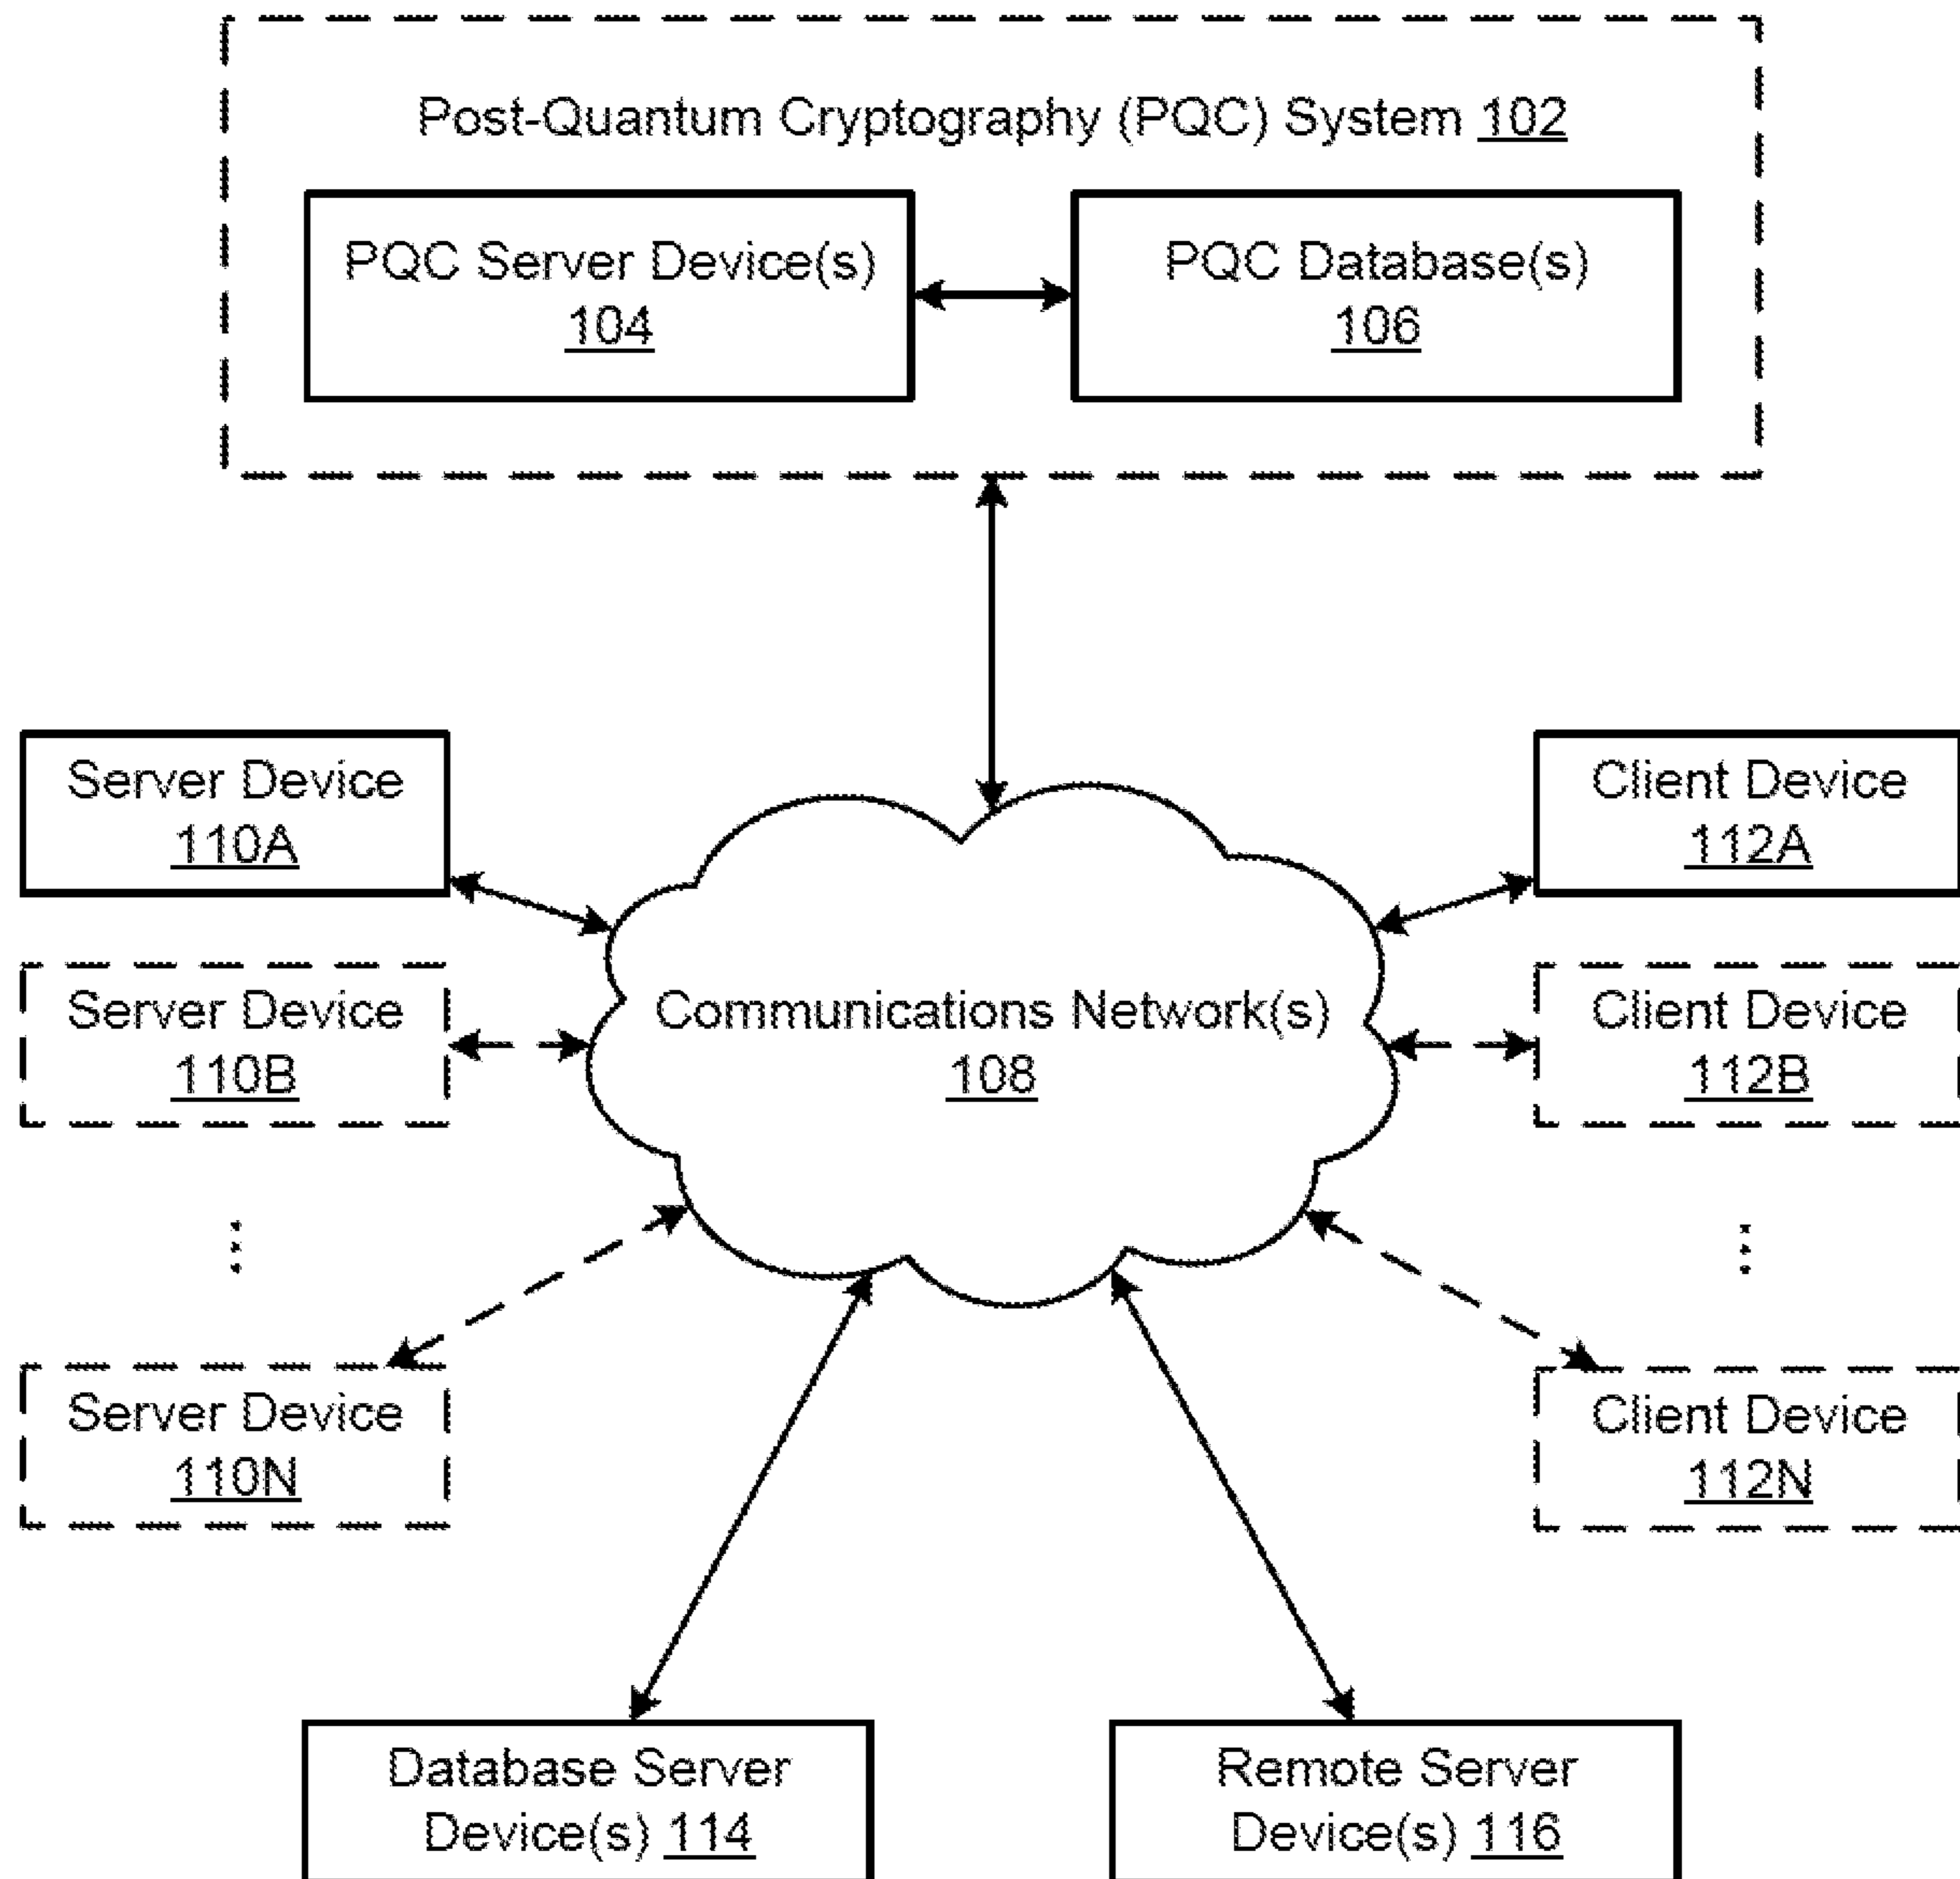 Post-Quantum Cryptography (PQC) System 102
PQC Server Device(s)
104
PQC Database(s)
106
Server Device
110A
Client Device
112A
Server Device
110B
Communications Network(s)
108
Client Device
112B
Server Device
110N
Client Device
112N
Database Server
Device(s) 114
Remote Server
Device(s) 116